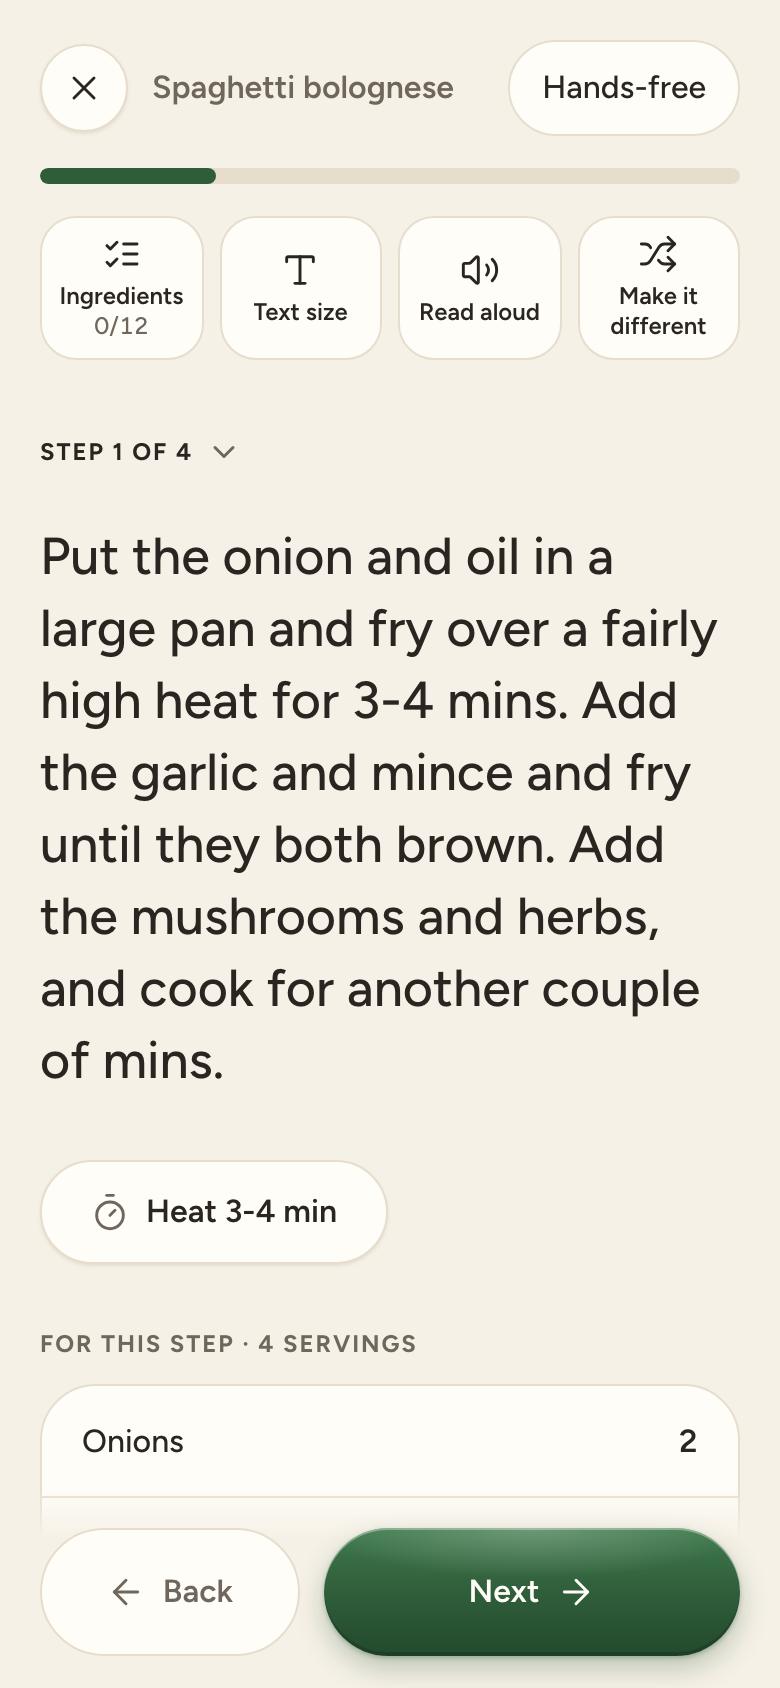 Spaghetti bolognese
Hands-free
Ingredients
0/12
Text size
Read aloud
Make it
different
STEP 1 OF 4
Put the onion and oil in a
large pan and fry over a fairly
high heat for 3-4 mins. Add
the garlic and mince and fry
until they both brown. Add
the mushrooms and herbs,
and cook for another couple
of mins.
Heat 3-4 min
FOR THIS STEP · 4 SERVINGS
Onions 2
Back
Next